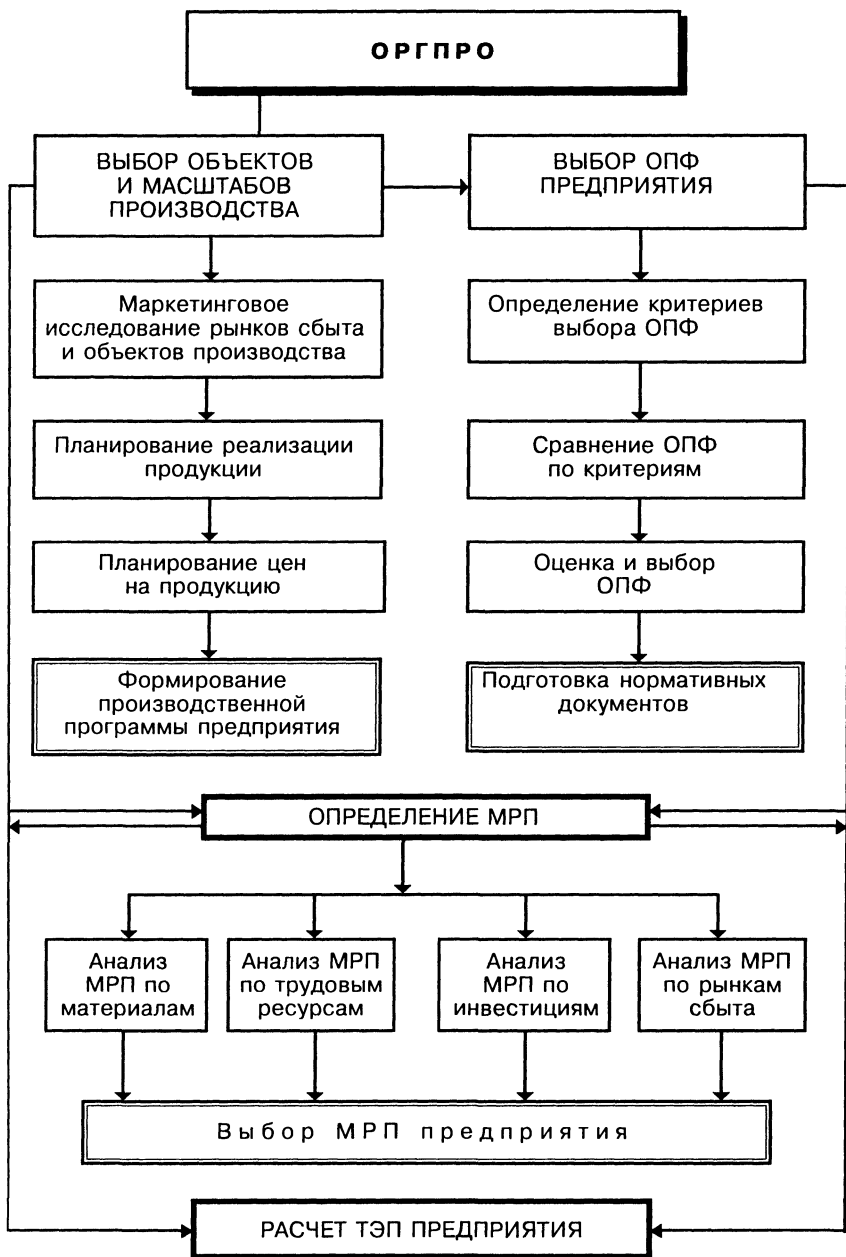 ОРГПРО
ВЫБОР ОБЪЕКТОВ
И МАСШТАБОВ
ПРОИЗВОДСТВА
ВЫБОР ОПФ
ПРЕДПРИЯТИЯ
Маркетинговое
исследование рынков сбыта
и объектов производства
Определение критериев
выбора ОПФ
Планирование реализации
продукции
Сравнение ОПФ
по критериям
Планирование цен
на продукцию
Оценка и выбор
ОПФ
Формирование
производственной
программы предприятия
Подготовка нормативных
документов
ОПРЕДЕЛЕНИЕ МРП
Анализ
МРП по
материалам
Анализ МРП
по трудовым
ресурсам
Анализ
МРП по
инвестициям
Анализ МРП
по рынкам
сбыта
Выбор МРП предприятия
РАСЧЕТ ТЭП ПРЕДПРИЯТИЯ